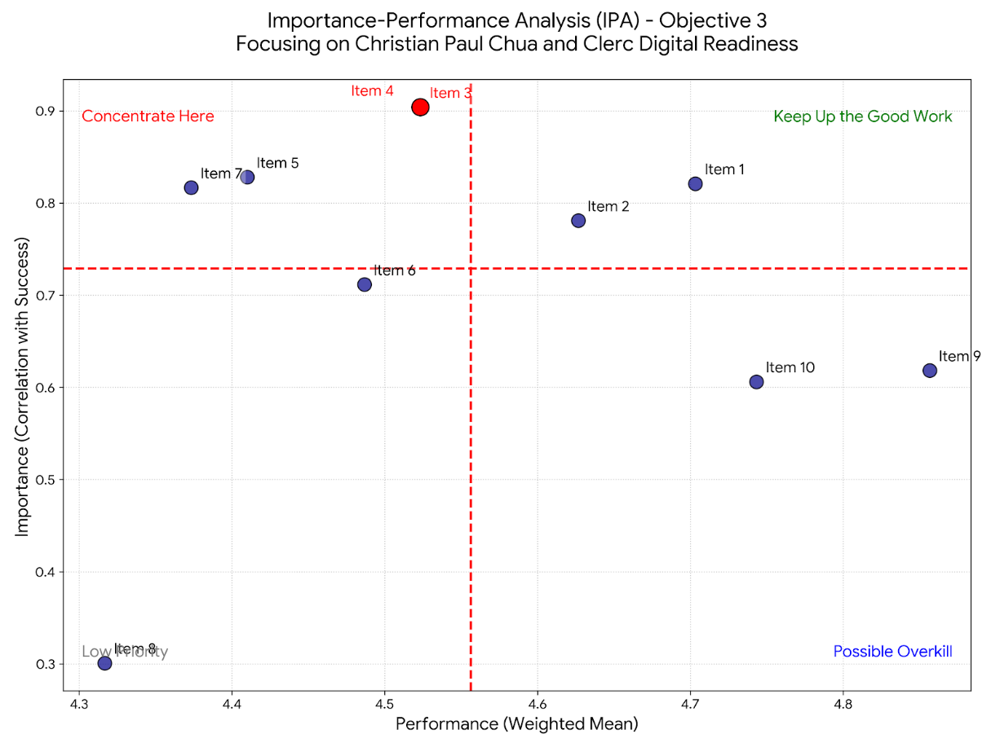 Importance-Performance Analysis (IPA) - Objective 3
Focusing on Christian Paul Chua and Clerc Digital Readiness
Item 4
Item 3
Concentrate Here
Keep Up the Good Work
Item 7
Item 5
Item 1
Item 2
Item 6
Item 9
Item 10
Low Priority
Item 8
Possible Overkill
Importance (Correlation with Success)
0.9
0.8
0.7
0.6
0.5
0.4
0.3
4.3
4.4
4.5
4.6
4.7
4.8
Performance (Weighted Mean)